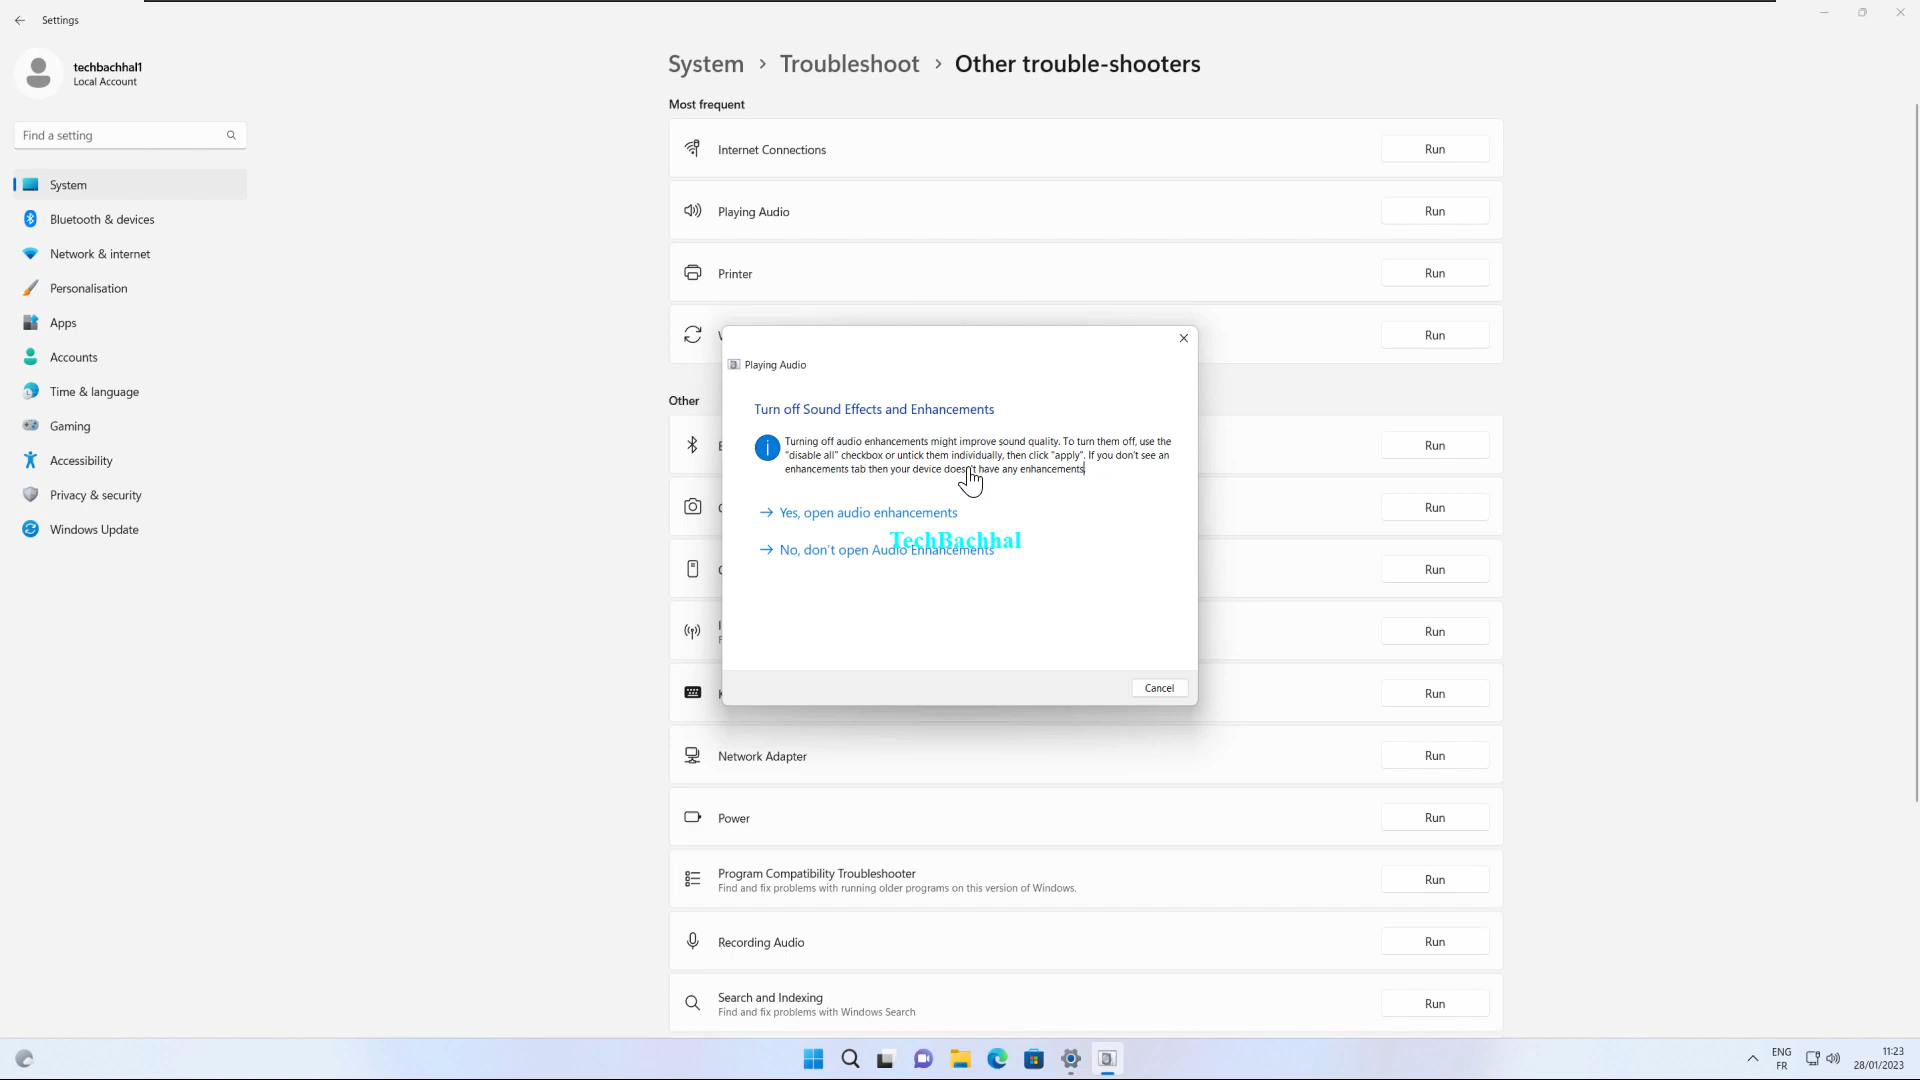 Settings
techbachhal1
Local Account
Find a setting
System
Bluetooth & devices
Network & internet
Personalisation
Apps
Accounts
Time & language
Gaming
Accessibility
Privacy & security
Windows Update
System > Troubleshoot > Other trouble-shooters
Most frequent
Internet Connections
Run
Playing Audio
Run
Printer
Run
Run
Other
Run
Run
Run
Run
Run
Network Adapter
Run
Power
Run
Program Compatibility Troubleshooter
Find and fix problems with running older programs on this version of Windows.
Run
Recording Audio
Run
Search and Indexing
Find and fix problems with Windows Search
Run
Playing Audio
Turn off Sound Effects and Enhancements
Turning off audio enhancements might improve sound quality. To turn them off, use the
"disable all" checkbox or untick them individually, then click "apply". If you don't see an
enhancements tab then your device doesn't have any enhancements
Yes, open audio enhancements
TechBachhal
No, don't open Audio Enhancements
Cancel
ENG
FR
11:23
28/01/2023